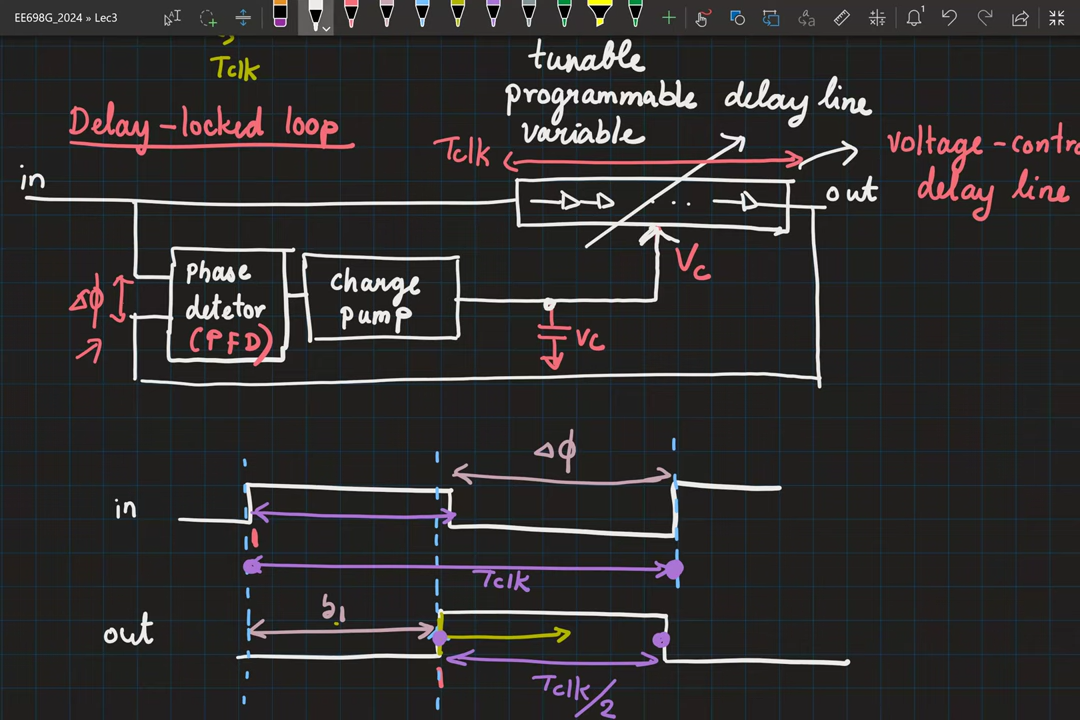 EE698G_2024 » Lec3
Tclk
tunable
programmable delay line
variable
Delay-locked loop
Tclk
voltage-contr
delay line
in
out
phase
detetor
(PFD)
Δϕ
charge
pump
Vc
Vc
Δϕ
in
Tclk
out
Tclk/2